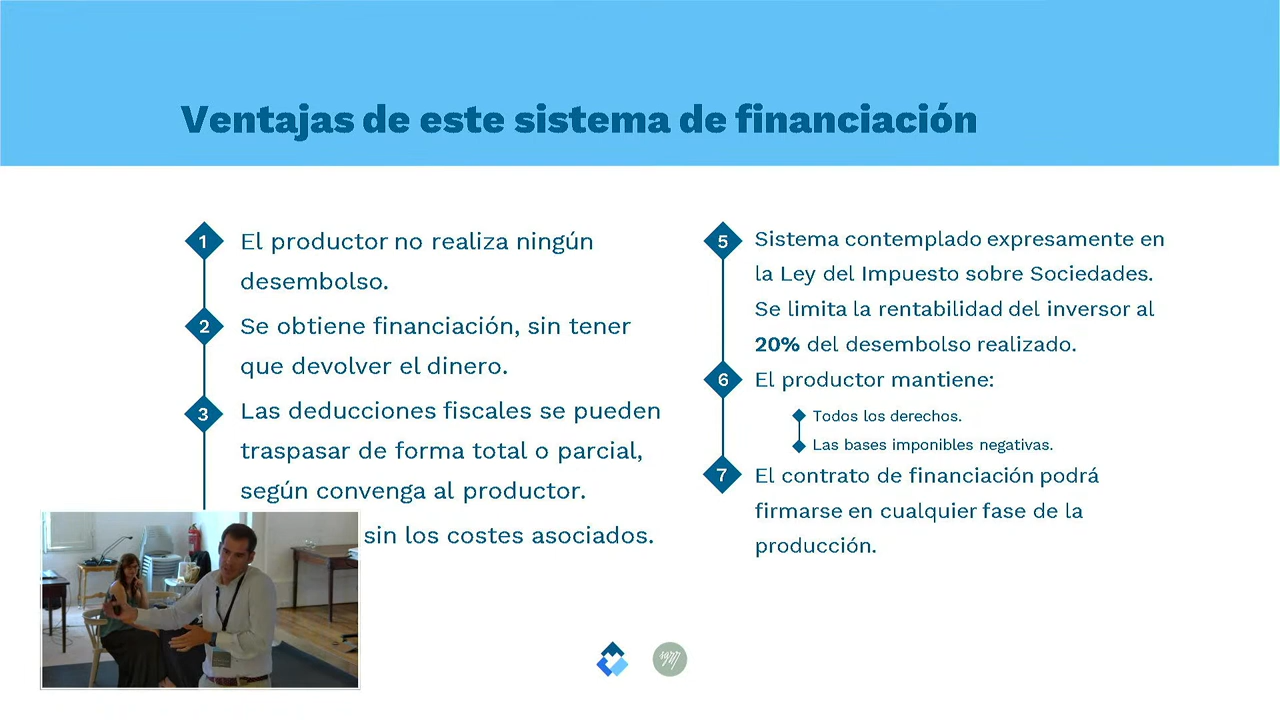 Ventajas de este sistema de financiación
1
El productor no realiza ningún
desembolso.
2
Se obtiene financiación, sin tener
que devolver el dinero.
3
Las deducciones fiscales se pueden
traspasar de forma total o parcial,
según convenga al productor.
sin los costes asociados.
5
Sistema contemplado expresamente en
la Ley del Impuesto sobre Sociedades.
Se limita la rentabilidad del inversor al
20% del desembolso realizado.
6
El productor mantiene:
Todos los derechos.
Las bases imponibles negativas.
7
El contrato de financiación podrá
firmarse en cualquier fase de la
producción.